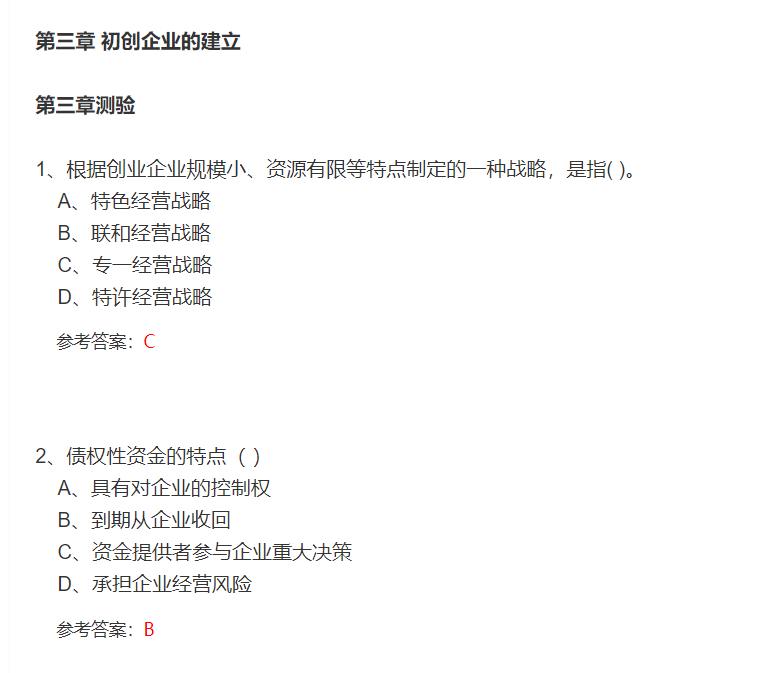 第三章 初创企业的建立
第三章测验
1、根据创业企业规模小、资源有限等特点制定的一种战略，是指( )。
A、特色经营战略
B、联和经营战略
C、专一经营战略
D、特许经营战略
参考答案：C
2、债权性资金的特点（ ）
A、具有对企业的控制权
B、到期从企业收回
C、资金提供者参与企业重大决策
D、承担企业经营风险
参考答案：B